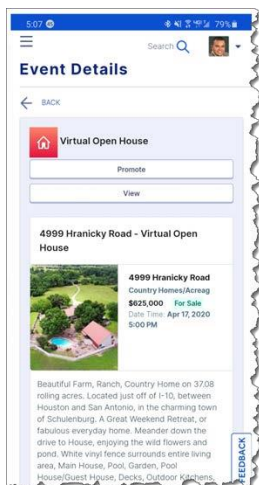 5:07
79%
Search
Event Details
BACK
Virtual Open House
Promote
View
4999 Hranicky Road - Virtual Open
House
4999 Hranicky Road
Country Homes/Acreag
$625,000 For Sale
Date Time: Apr 17, 2020
5:00 PM
Beautiful Farm, Ranch, Country Home on 37.08
rolling acres. Located just off of I-10, between
Houston and San Antonio, in the charming town
of Schulenburg. A Great Weekend Retreat, or
fabulous everyday home. Meander down the
drive to House, enjoying the wild flowers and
pond. White vinyl fence surrounds entire living
area, Main House, Pool, Garden, Pool
House/Guest House, Decks, Outdoor Kitchens,
FEEDBACK